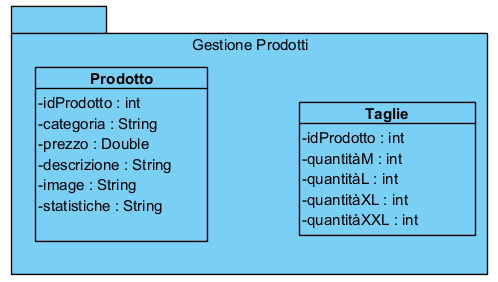 Gestione Prodotti
Prodotto
-idProdotto : int
-categoria : String
-prezzo : Double
-descrizione : String
-image : String
-statistiche : String
Taglie
-idProdotto : int
-quantitàM : int
-quantitàL : int
-quantitàXL : int
-quantitàXXL : int